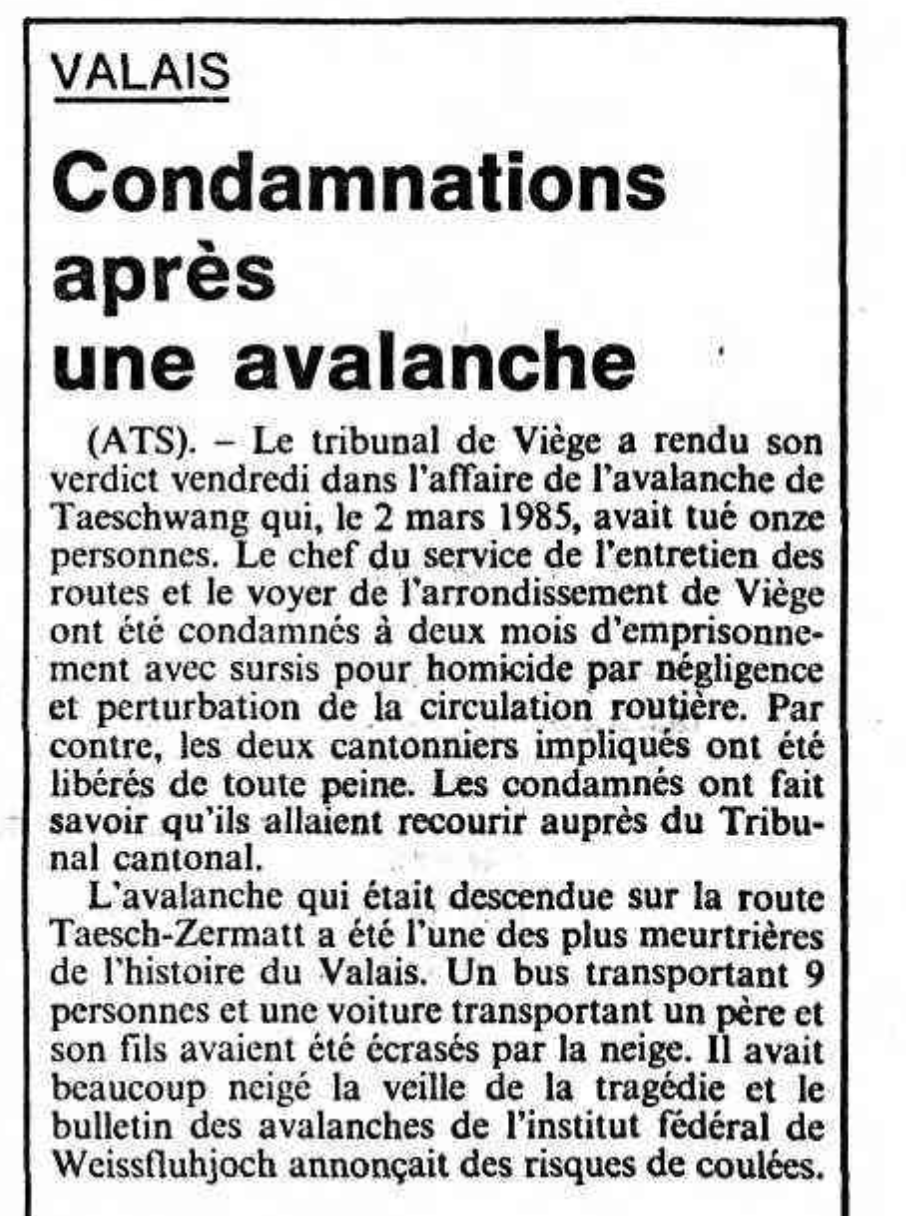 VALAIS
Condamnations
après
une avalanche
(ATS). – Le tribunal de Viège a rendu son
verdict vendredi dans l'affaire de l'avalanche de
Taeschwang qui, le 2 mars 1985, avait tué onze
personnes. Le chef du service de l'entretien des
routes et le voyer de l'arrondissement de Viège
ont été condamnés à deux mois d'emprisonne-
ment avec sursis pour homicide par négligence
et perturbation de la circulation routière. Par
contre, les deux cantonniers impliqués ont été
libérés de toute peine. Les condamnés ont fait
savoir qu'ils allaient recourir auprès du Tribu-
nal cantonal.
L'avalanche qui était descendue sur la route
Taesch-Zermatt a été l'une des plus meurtrières
de l'histoire du Valais. Un bus transportant 9
personnes et une voiture transportant un père et
son fils avaient été écrasés par la neige. Il avait
beaucoup neigé la veille de la tragédie et le
bulletin des avalanches de l'institut fédéral de
Weissfluhjoch annonçait des risques de coulées.